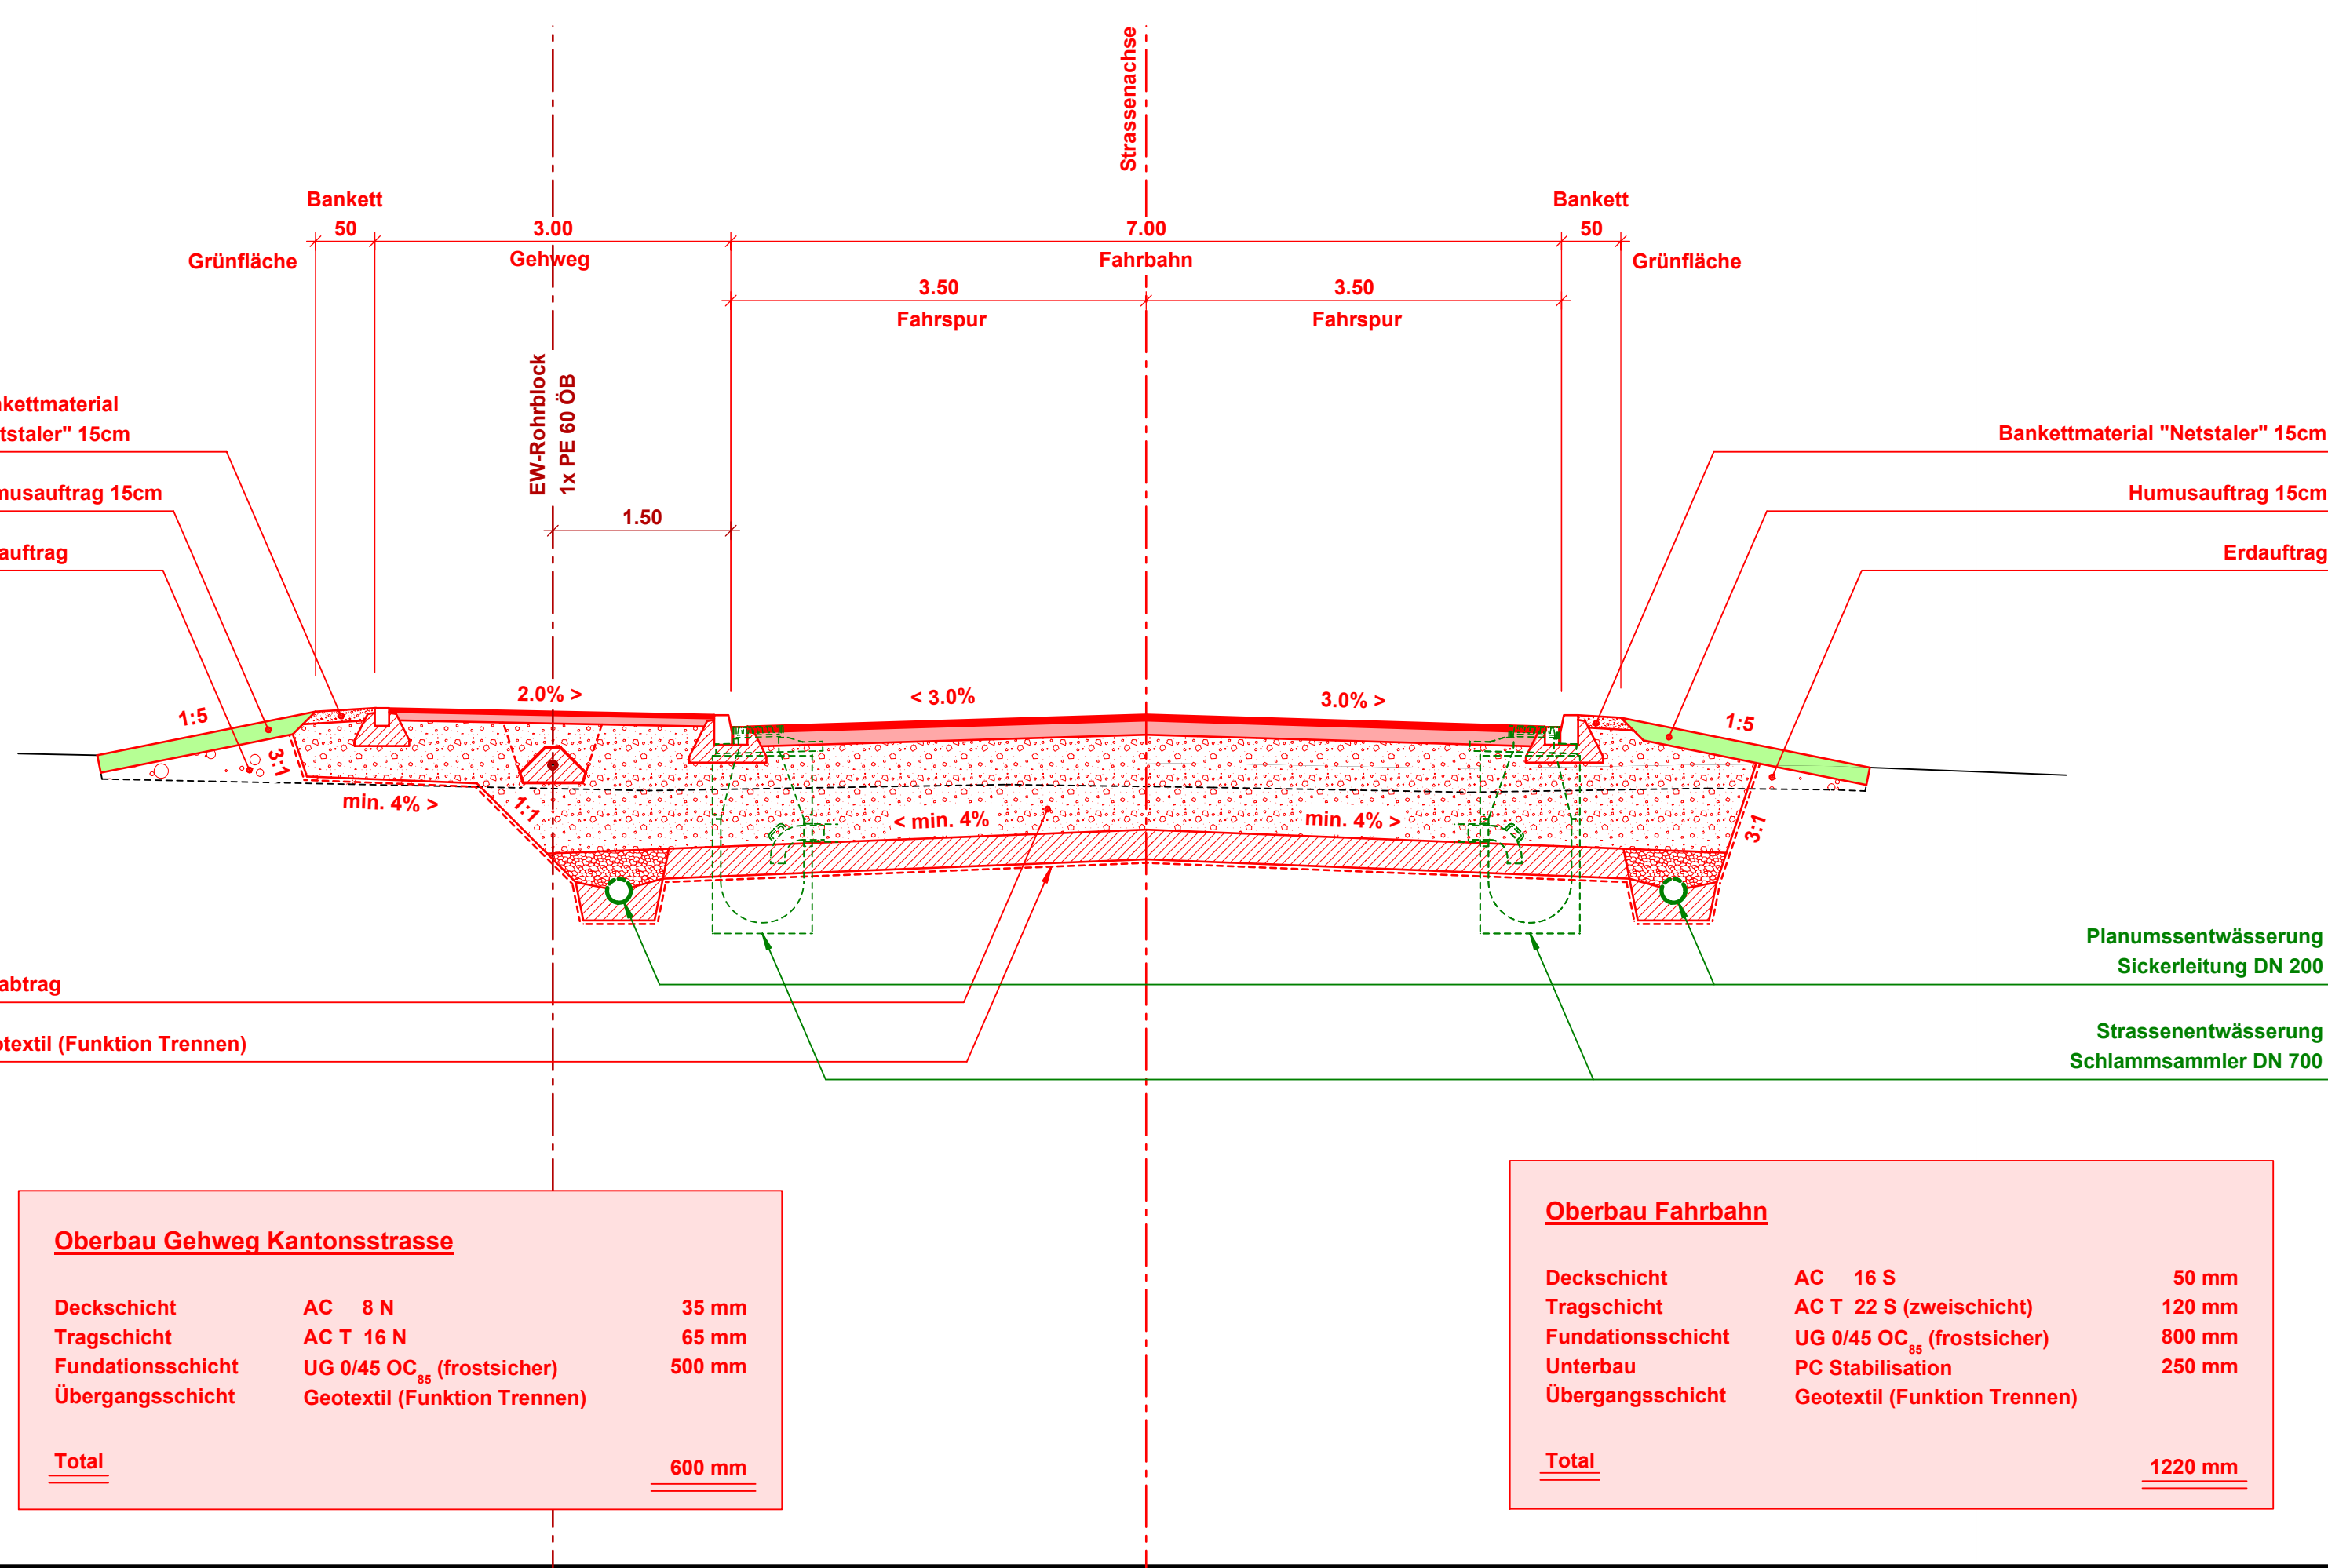 Strassenachse
Bankett
Bankett
50
3.00
7.00
50
Grünfläche
Gehweg
Fahrbahn
Grünfläche
3.50
3.50
Fahrspur
Fahrspur
EW-Rohrblock
1x PE 60 ÖB
kettmaterial
tstaler" 15cm
musauftrag 15cm
auftrag
Bankettmaterial "Netstaler" 15cm
Humusauftrag 15cm
Erdauftrag
1.50
2.0% >
< 3.0%
3.0% >
1:5
1:5
3:1
min. 4% >
1:1
< min. 4%
min. 4% >
3:1
Planumssentwässerung
Sickerleitung DN 200
abtrag
Strassenentwässerung
Schlammsammler DN 700
otextil (Funktion Trennen)
Oberbau Gehweg Kantonsstrasse
Deckschicht AC 8 N 35 mm
Tragschicht AC T 16 N 65 mm
Fundationsschicht UG 0/45 OC85 (frostsicher) 500 mm
Übergangsschicht Geotextil (Funktion Trennen)
Total 600 mm
Oberbau Fahrbahn
Deckschicht AC 16 S 50 mm
Tragschicht AC T 22 S (zweischicht) 120 mm
Fundationsschicht UG 0/45 OC85 (frostsicher) 800 mm
Unterbau PC Stabilisation 250 mm
Übergangsschicht Geotextil (Funktion Trennen)
Total 1220 mm